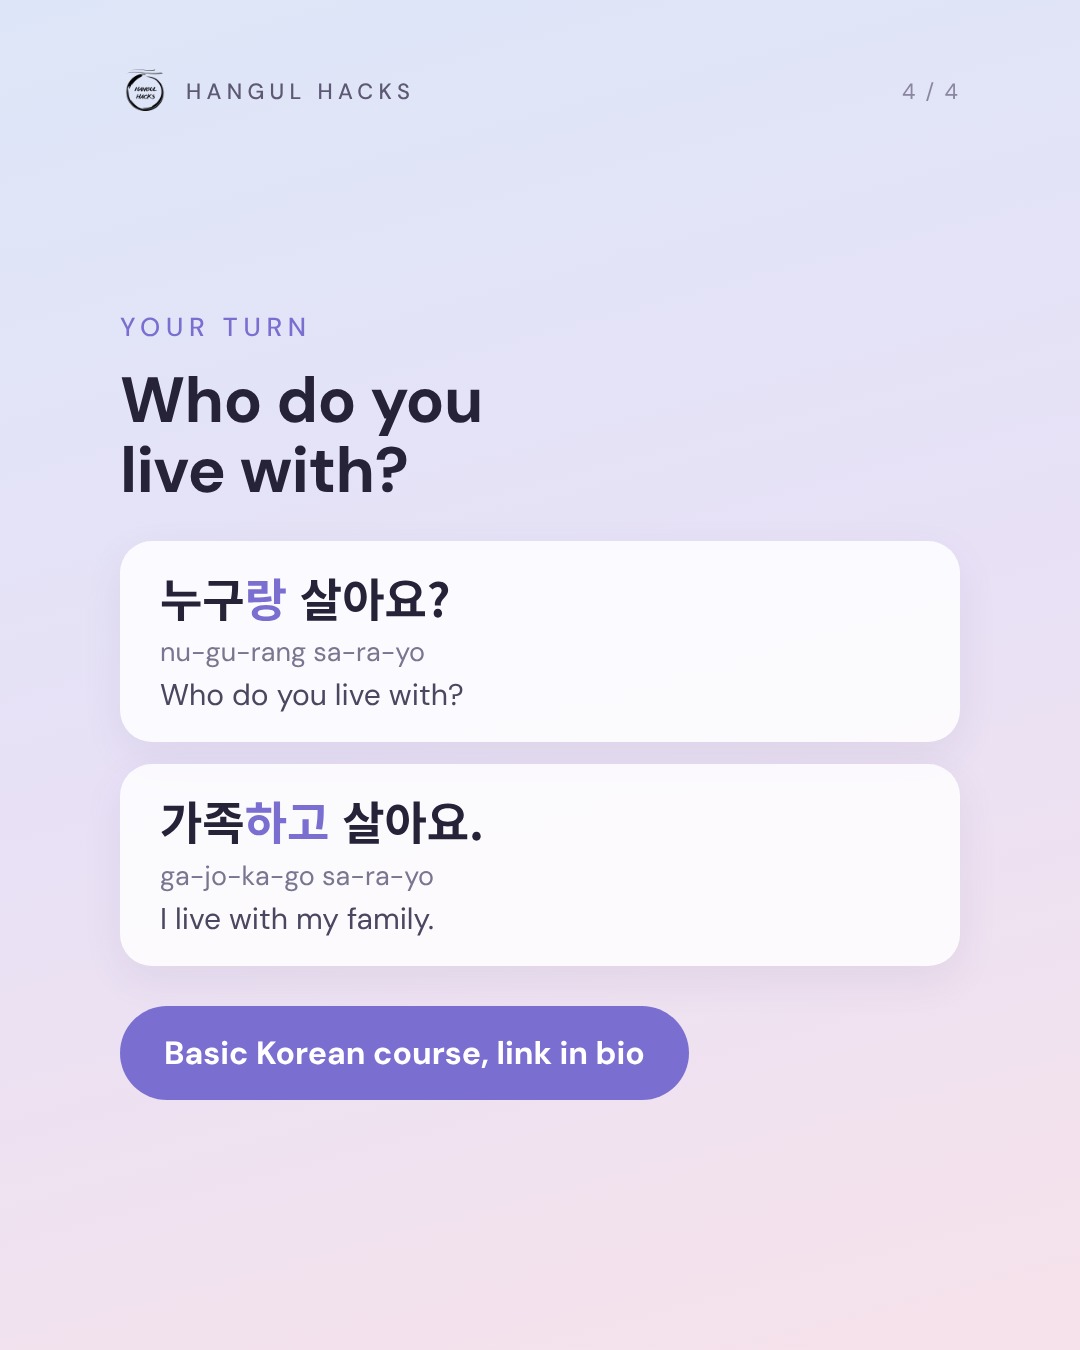 HANGUL HACKS
HANGUL HACKS
4 / 4
YOUR TURN
Who do you
live with?
누구랑 살아요?
nu-gu-rang sa-ra-yo
Who do you live with?
가족하고 살아요.
ga-jo-ka-go sa-ra-yo
I live with my family.
Basic Korean course, link in bio